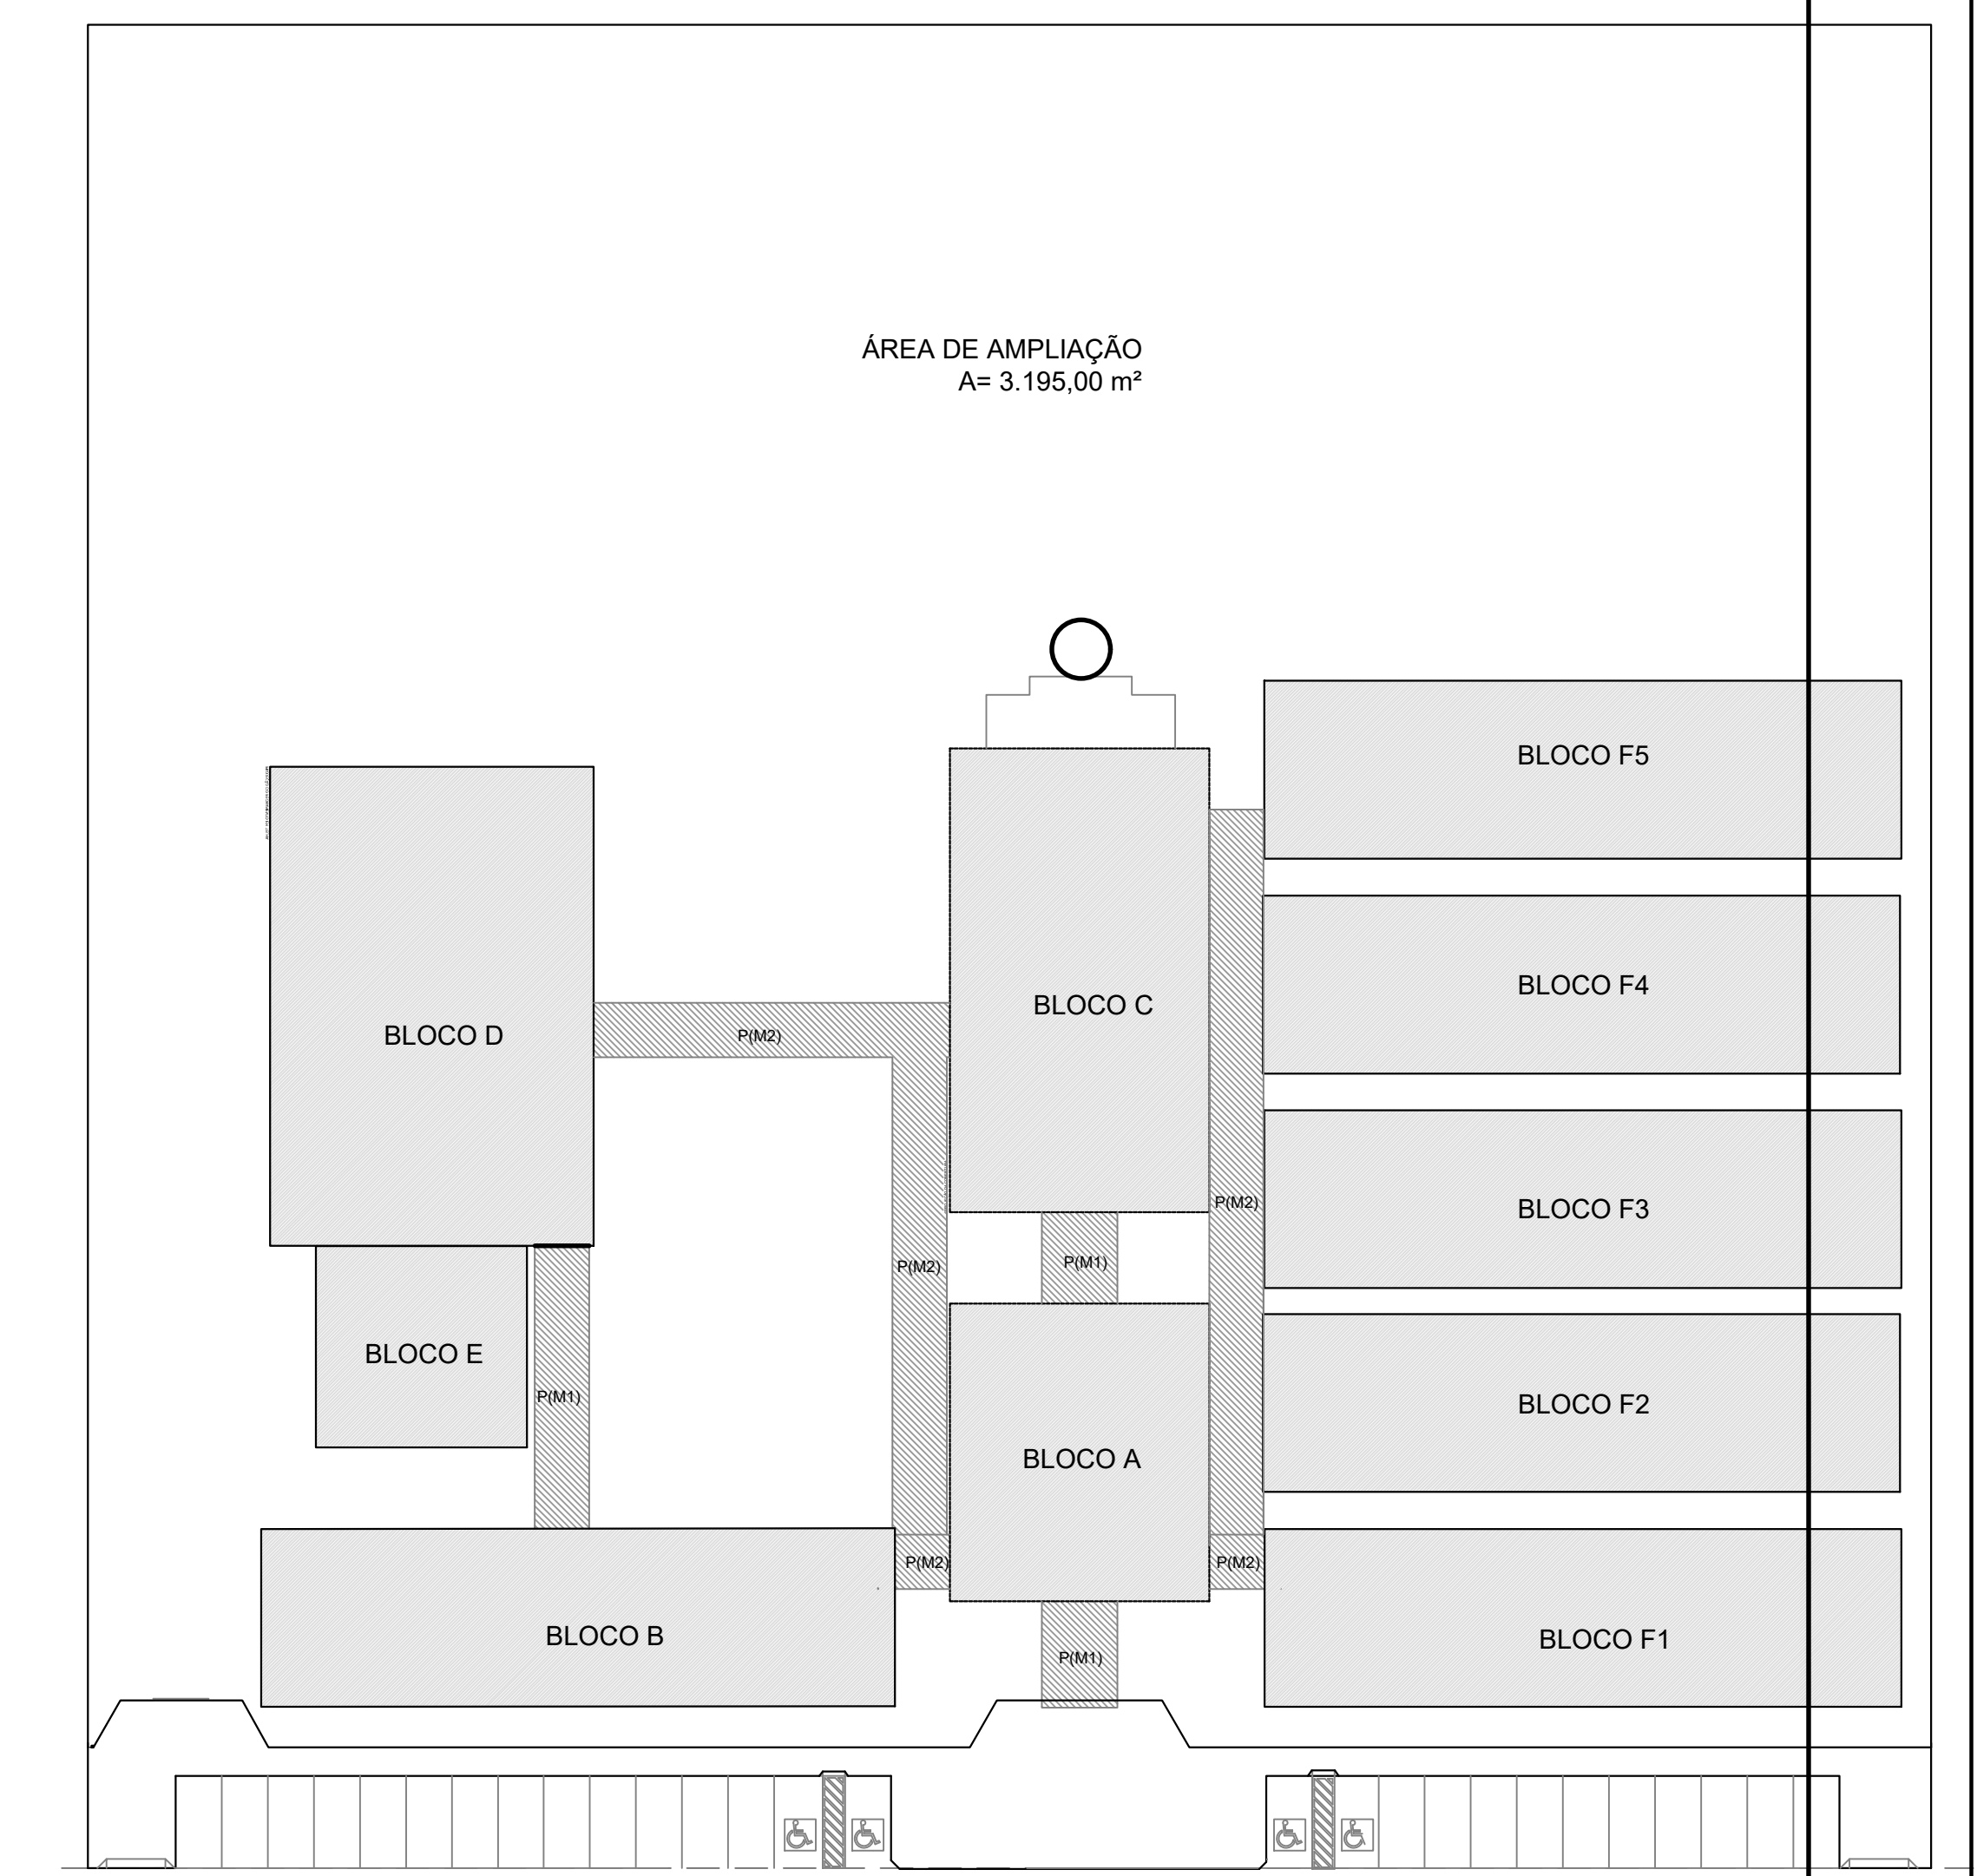 ÁREA DE AMPLIAÇÃO
A= 3.195,00 m²
BLOCO F5
BLOCO F4
BLOCO C
BLOCO D
P(M2)
P(M2)
BLOCO F3
P(M1)
P(M2)
BLOCO E
P(M1)
BLOCO F2
BLOCO A
P(M2)
P(M2)
BLOCO B
BLOCO F1
P(M1)